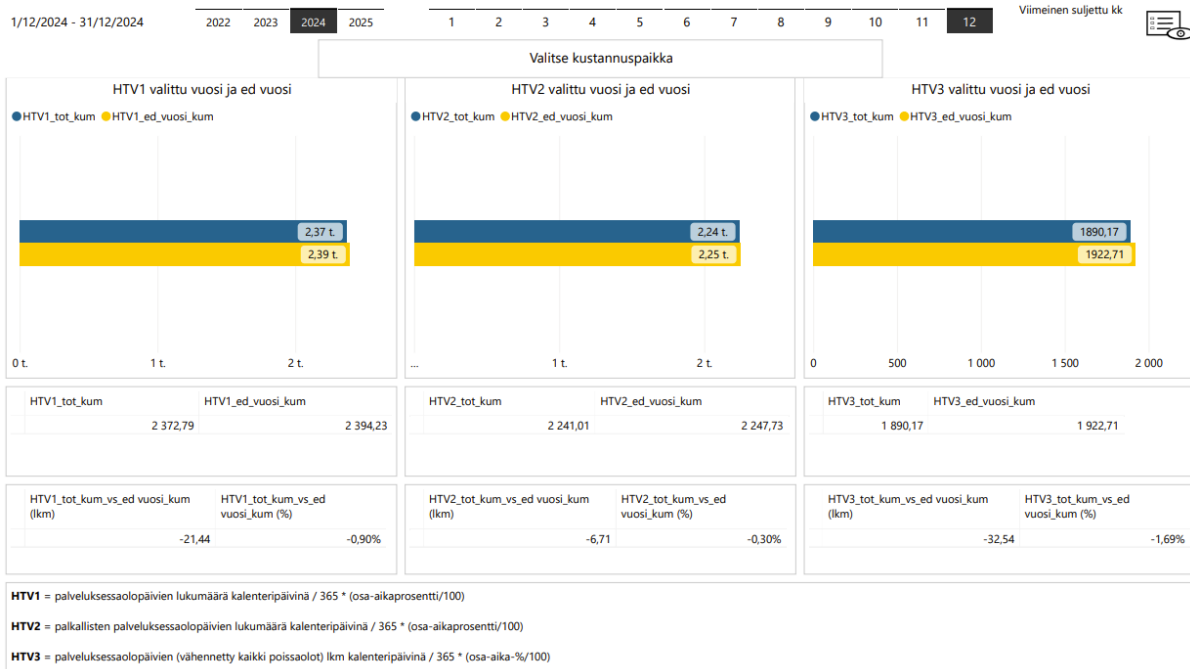 1/12/2024 - 31/12/2024
2022 2023 2024 2025
1 2 3 4 5 6 7 8 9 10 11 12
Viimeinen suljettu kk
Valitse kustannuspaikka
HTV1 valittu vuosi ja ed vuosi
HTV1_tot_kum HTV1_ed_vuosi_kum
2,37 t.
2,39 t.
0 t. 1 t. 2 t.
HTV2 valittu vuosi ja ed vuosi
HTV2_tot_kum HTV2_ed_vuosi_kum
2,24 t.
2,25 t.
... 1 t. 2 t.
HTV3 valittu vuosi ja ed vuosi
HTV3_tot_kum HTV3_ed_vuosi_kum
1890,17
1922,71
0 500 1 000 1 500 2 000
HTV1_tot_kum HTV1_ed_vuosi_kum
2 372,79 2 394,23
HTV2_tot_kum HTV2_ed_vuosi_kum
2 241,01 2 247,73
HTV3_tot_kum HTV3_ed_vuosi_kum
1 890,17 1 922,71
HTV1_tot_kum_vs_ed vuosi_kum HTV1_tot_kum_vs_ed
(lkm) vuosi_kum (%)
-21,44 -0,90%
HTV2_tot_kum_vs_ed vuosi_kum HTV2_tot_kum_vs_ed
(lkm) vuosi_kum (%)
-6,71 -0,30%
HTV3_tot_kum_vs_ed vuosi_kum HTV3_tot_kum_vs_ed
(lkm) vuosi_kum (%)
-32,54 -1,69%
HTV1 = palveluksessaolopäivien lukumäärä kalenteripäivinä / 365 * (osa-aikaprosentti/100)
HTV2 = palkallisten palveluksessaolopäivien lukumäärä kalenteripäivinä / 365 * (osa-aikaprosentti/100)
HTV3 = palveluksessaolopäivien (vähennetty kaikki poissaolot) lkm kalenteripäivinä / 365 * (osa-aika-%/100)